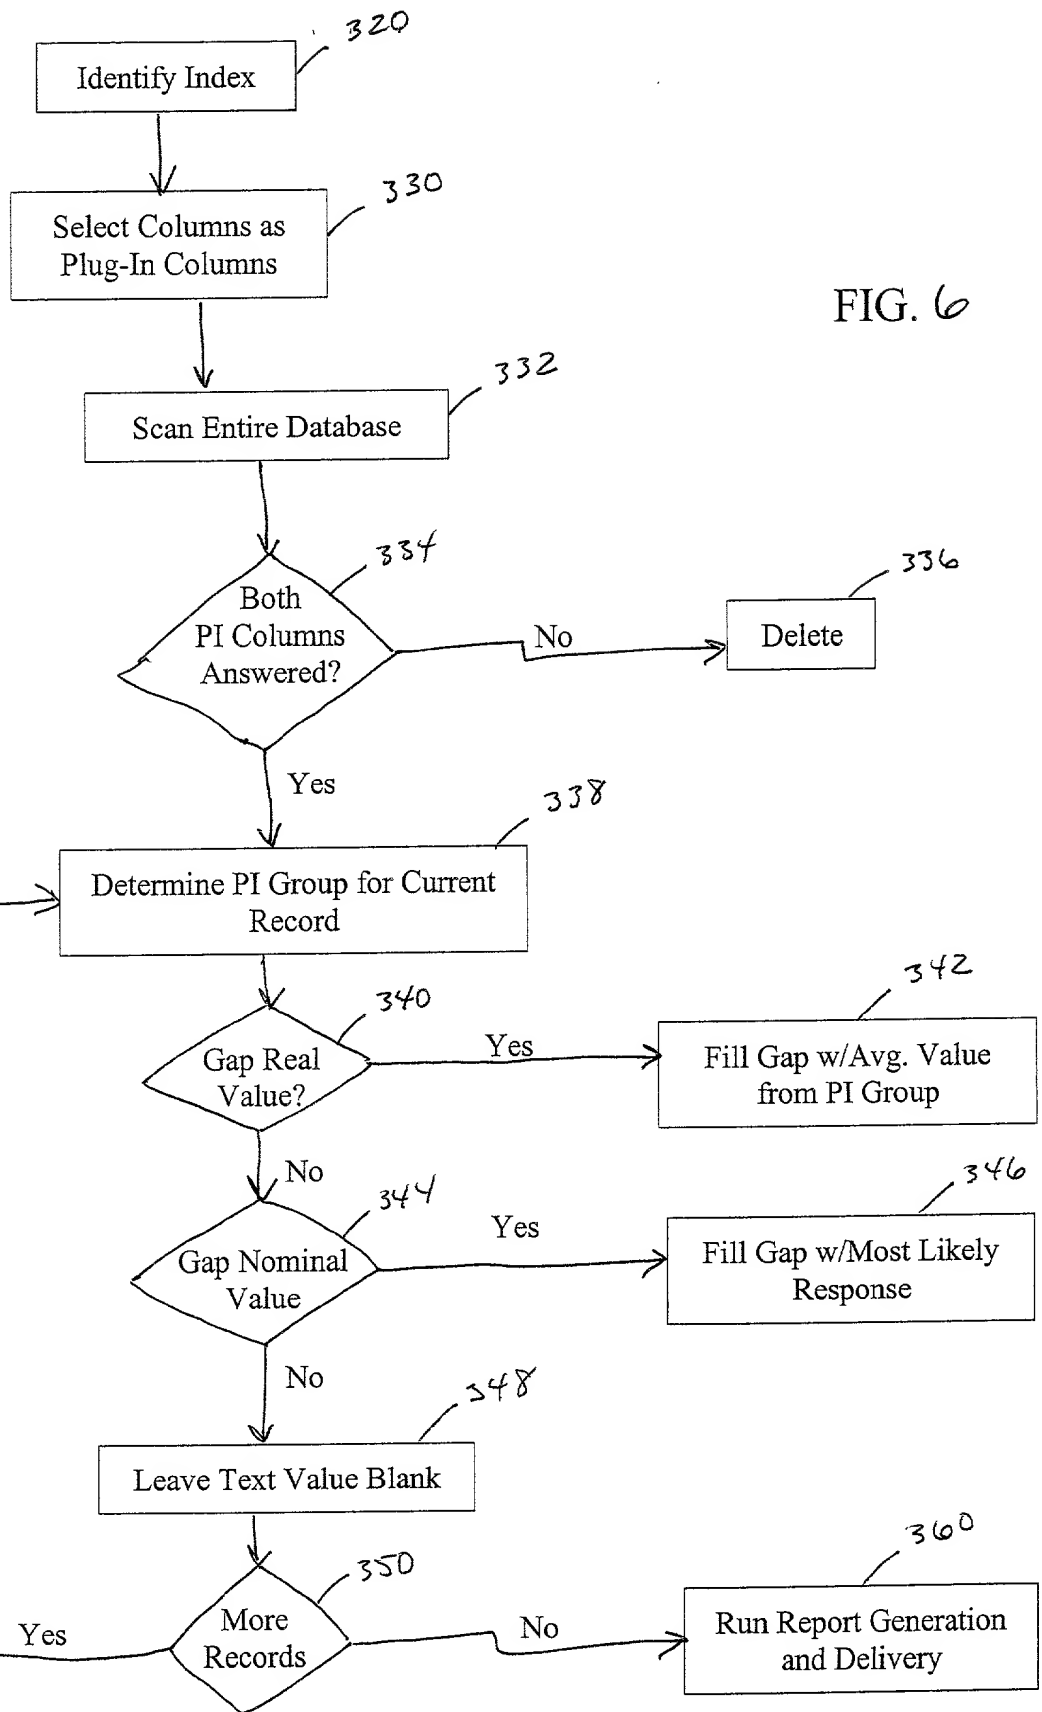 320
Identify Index
330
Select Columns as
Plug-In Columns
FIG. 6
332
Scan Entire Database
334
Both
PI Columns
Answered?
No
336
Delete
Yes
338
Determine PI Group for Current
Record
340
Gap Real
Value?
Yes
342
Fill Gap w/Avg. Value
from PI Group
No
344
Gap Nominal
Value
Yes
346
Fill Gap w/Most Likely
Response
No
348
Leave Text Value Blank
350
More
Records
Yes
No
360
Run Report Generation
and Delivery